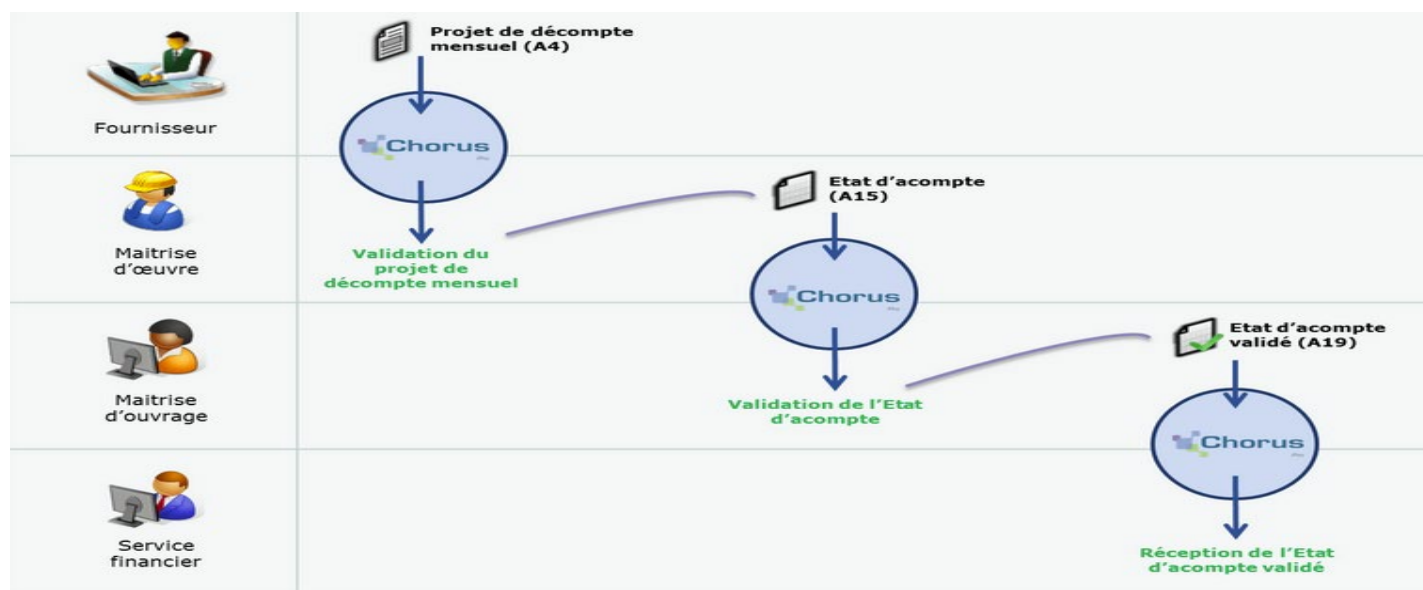 Projet de décompte
mensuel (A4)
Fournisseur
Chorus
Etat d'acompte
(A15)
Maitrise
d'œuvre
Validation du
projet de
décompte mensuel
Chorus
Etat d'acompte
validé (A19)
Maitrise
d'ouvrage
Validation de l'Etat
d'acompte
Chorus
Service
financier
Réception de l'Etat
d'acompte validé